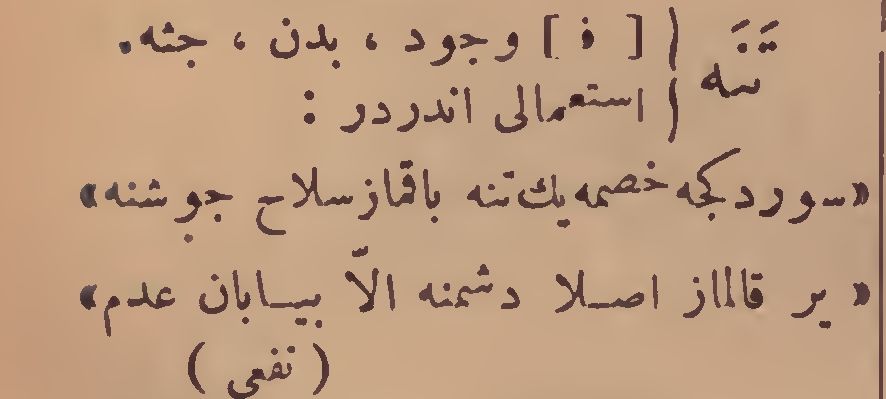 تَنَه [ ف ] وجود ، بدن ، جثه.
استعمالی اندردر :
«سوردكجه خصمه یك تنه باقماز سلاح جوشنه»
« یر قالماز اصلا دشمنه الاّ بیابان عدم»
( نفعی )